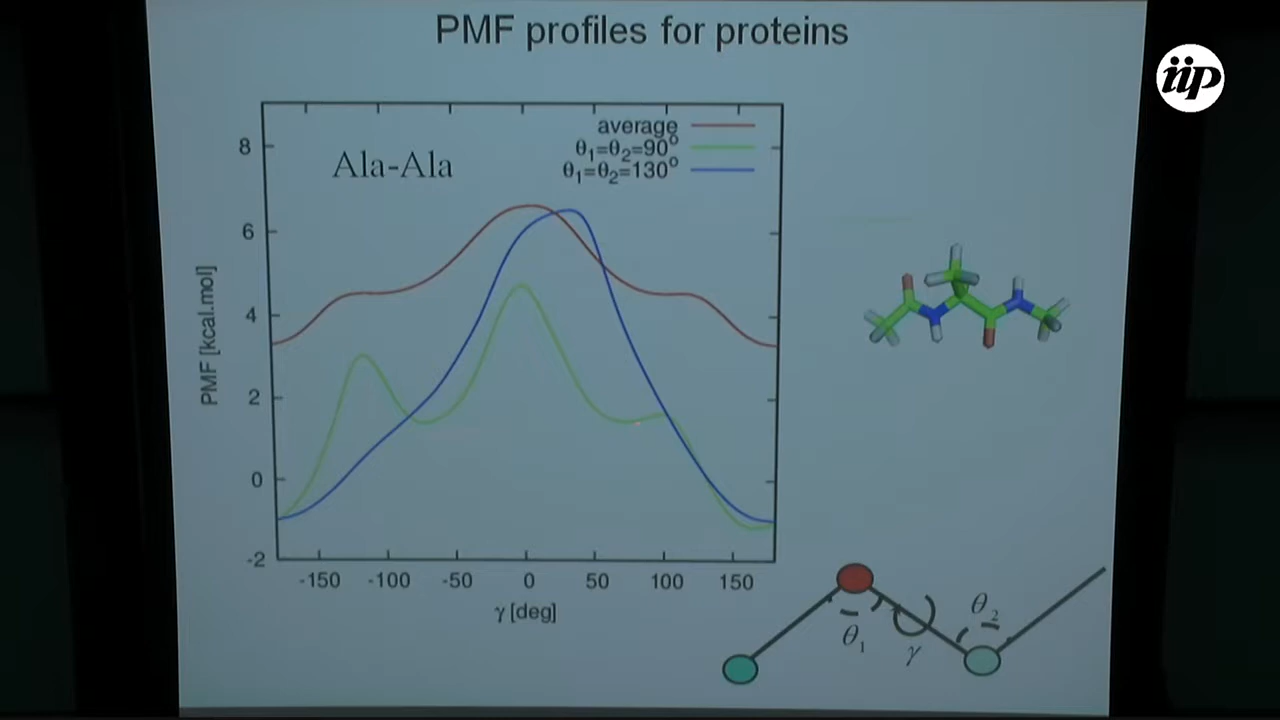 PMF profiles for proteins
iip
average
θ₁=θ₂=90°
θ₁=θ₂=130°
Ala-Ala
8
6
4
2
0
-2
PMF [kcal.mol]
-150 -100 -50 0 50 100 150
γ [deg]
θ₁
γ
θ₂